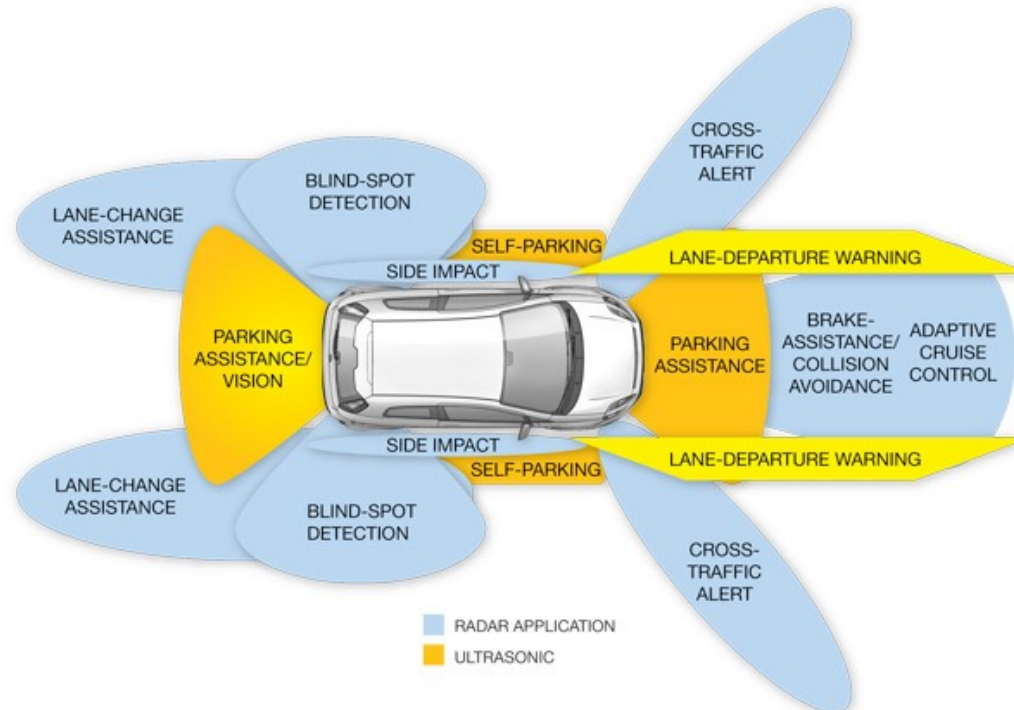 CROSS-
TRAFFIC
ALERT
BLIND-SPOT
DETECTION
LANE-CHANGE
ASSISTANCE
SELF-PARKING
SIDE IMPACT
LANE-DEPARTURE WARNING
PARKING
ASSISTANCE/
VISION
PARKING
ASSISTANCE
BRAKE-
ASSISTANCE/
COLLISION
AVOIDANCE
ADAPTIVE
CRUISE
CONTROL
SIDE IMPACT
SELF-PARKING
LANE-DEPARTURE WARNING
LANE-CHANGE
ASSISTANCE
BLIND-SPOT
DETECTION
CROSS-
TRAFFIC
ALERT
RADAR APPLICATION
ULTRASONIC